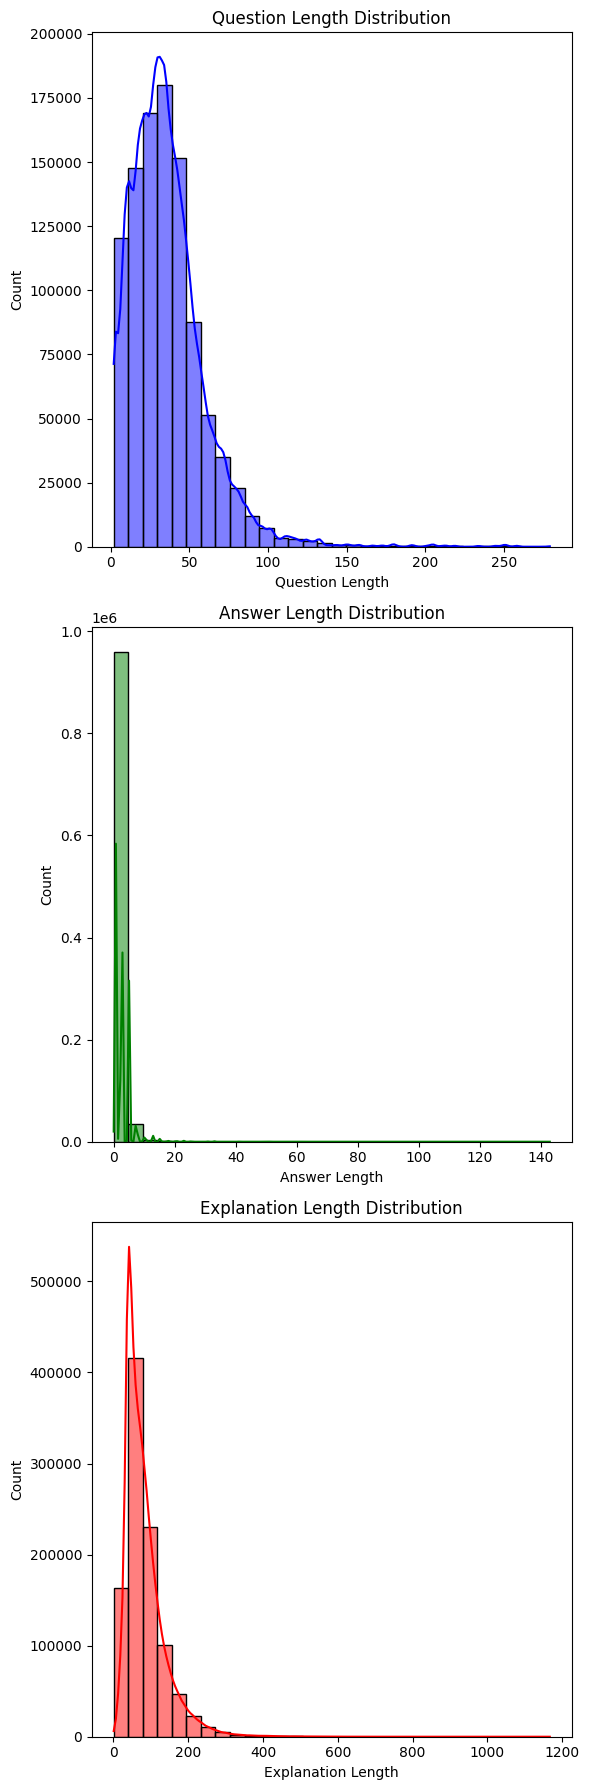 Question Length Distribution
200000
175000
150000
125000
100000
75000
50000
25000
0
Count
0 50 100 150 200 250
Question Length
Answer Length Distribution
1e6
1.0
0.8
0.6
0.4
0.2
0.0
Count
0 20 40 60 80 100 120 140
Answer Length
Explanation Length Distribution
500000
400000
300000
200000
100000
0
Count
0 200 400 600 800 1000 1200
Explanation Length